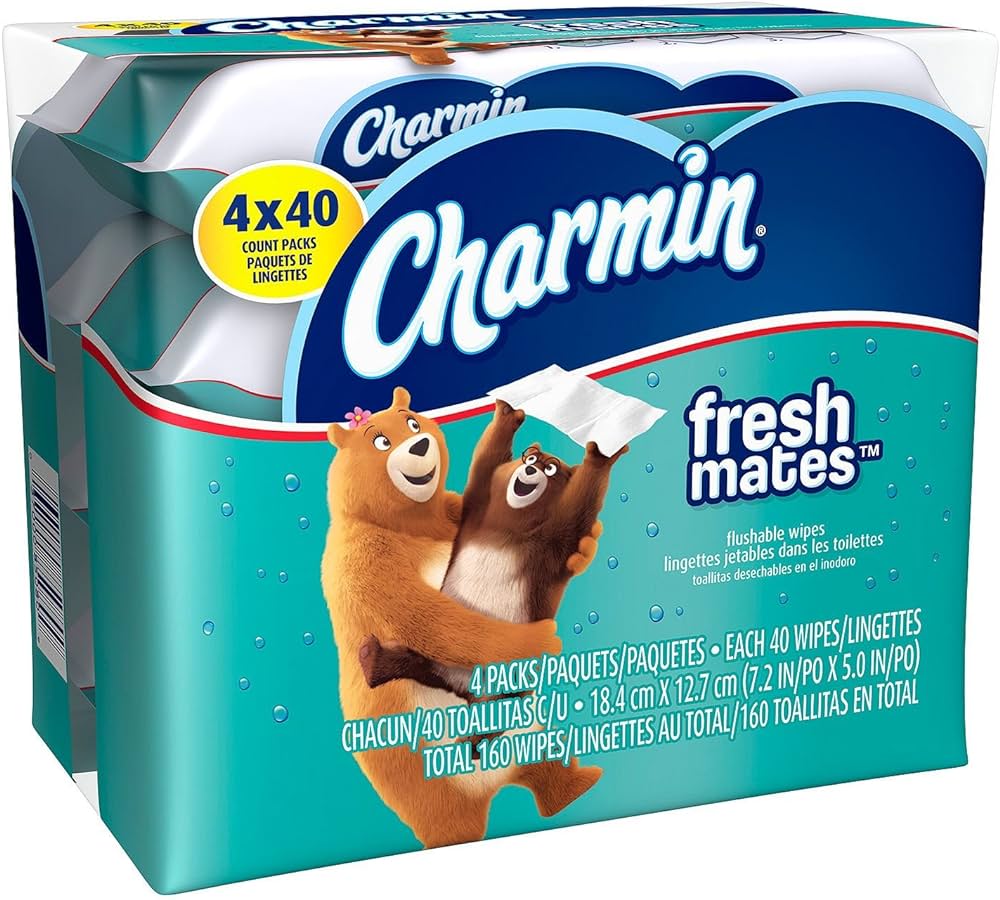 4 x 40
Charmin
4x40
COUNT PACKS
PAQUETS DE
LINGETTES
Charmin®
fresh
mates™
flushable wipes
lingettes jetables dans les toilettes
toallitas desechables en el inodoro
4 PACKS/PAQUETS/PAQUETES • EACH 40 WIPES/LINGETTES
CHACUN/40 TOALLITAS C/U • 18.4 cm X 12.7 cm (7.2 IN/PO X 5.0 IN/PO)
TOTAL 160 WIPES/LINGETTES AU TOTAL/160 TOALLITAS EN TOTAL